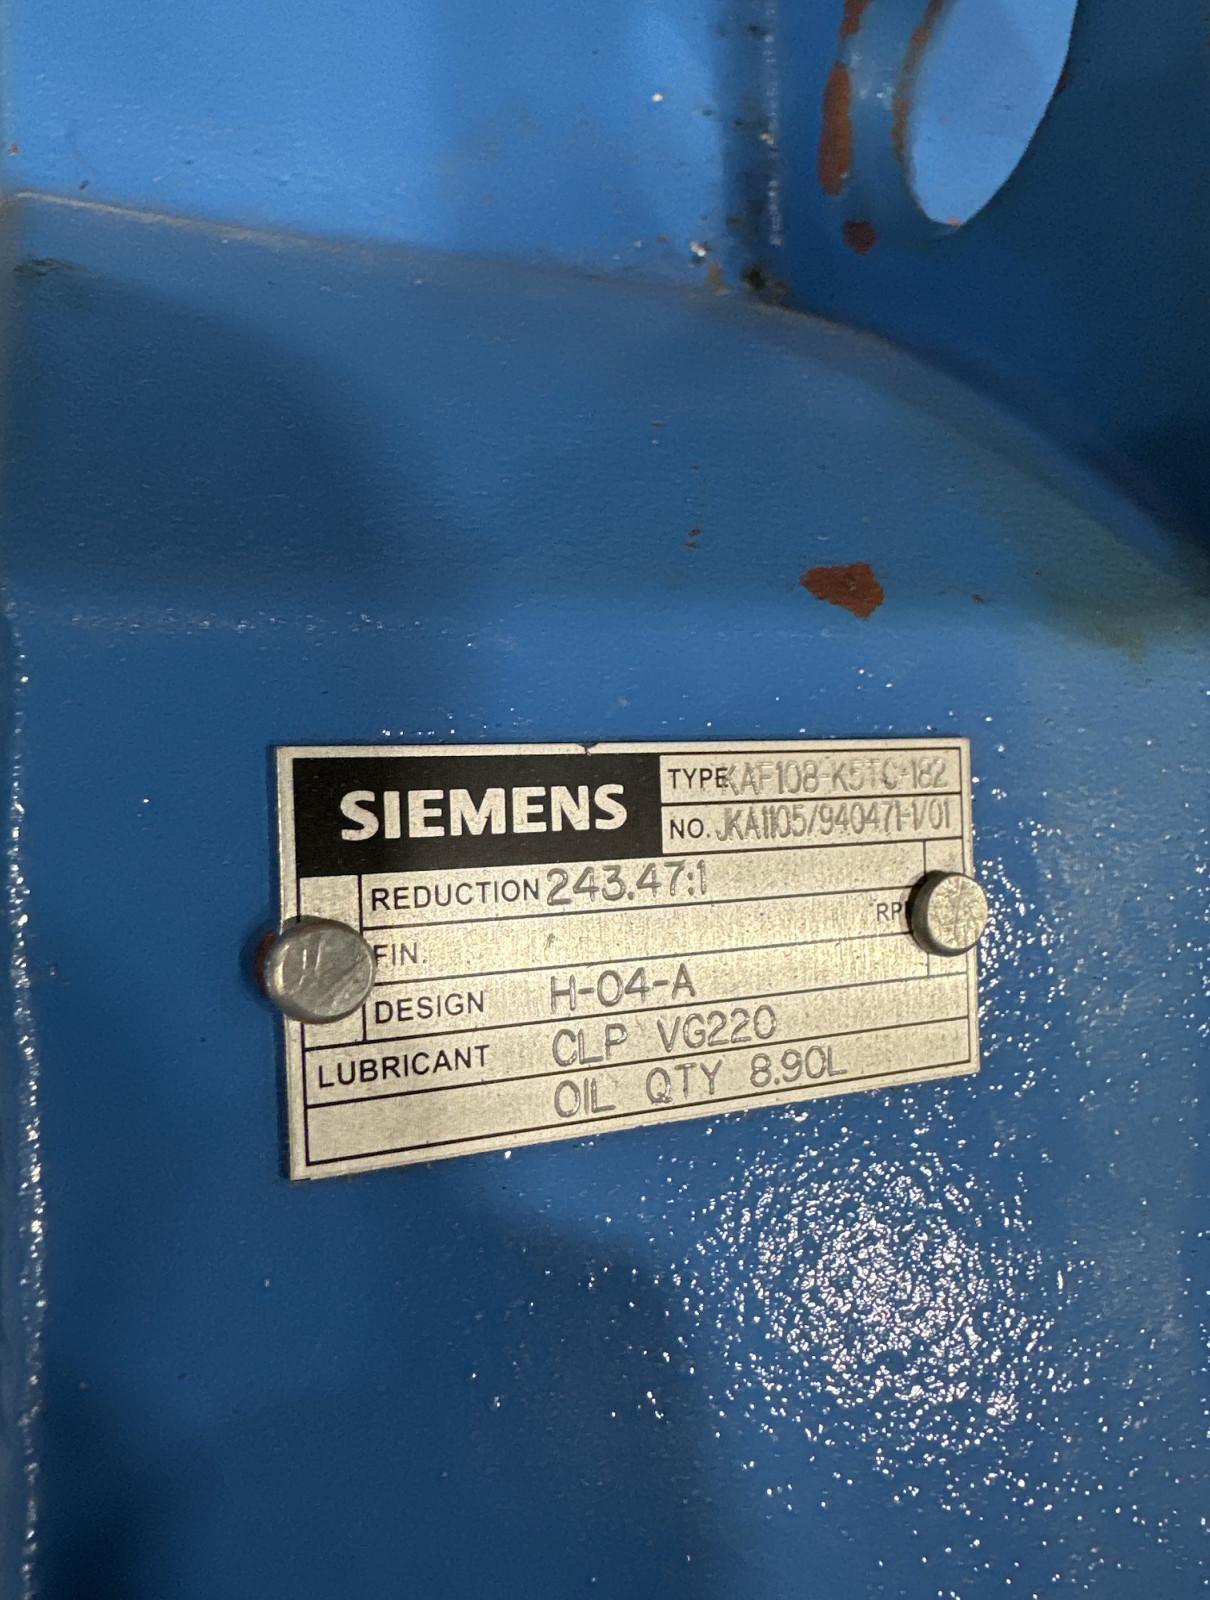 SIEMENS
TYPE KAF108-K5TC-182
NO. JKA1105/940471-1/01
REDUCTION 243.47:1
FIN.
DESIGN H-04-A
LUBRICANT CLP VG220
OIL QTY 8.90L